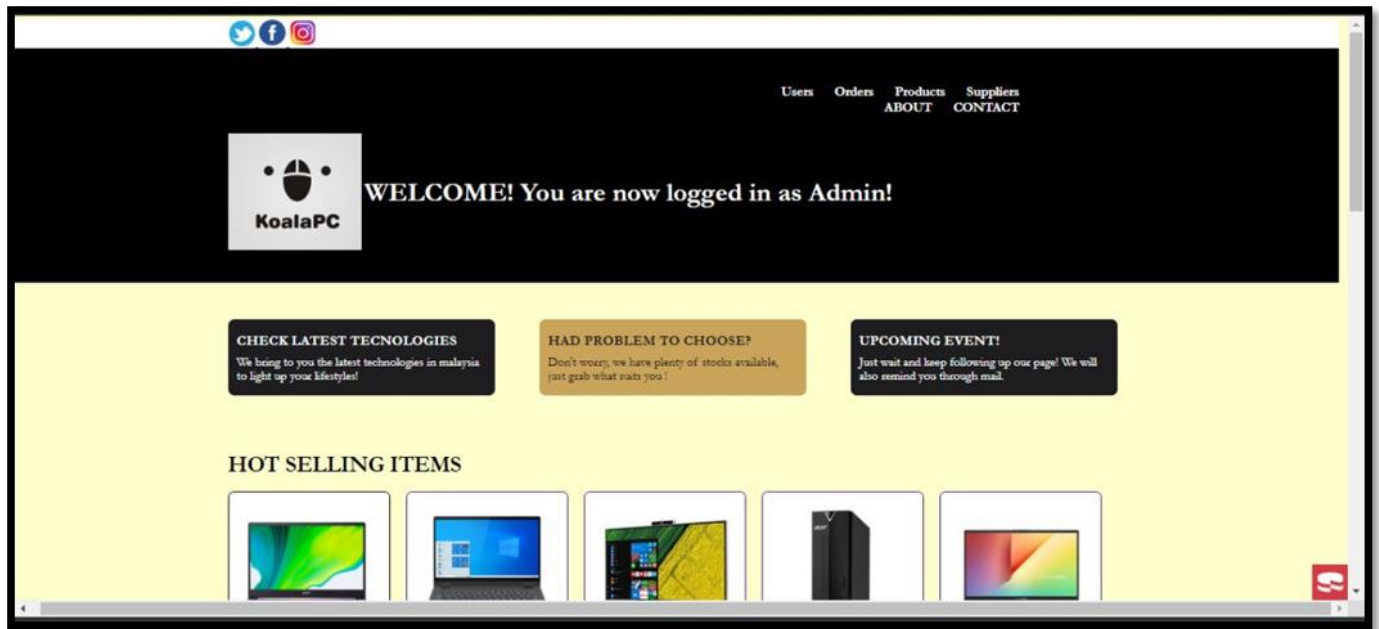 Users Orders Products Suppliers
ABOUT CONTACT
KoalaPC
WELCOME! You are now logged in as Admin!
CHECK LATEST TECNOLOGIES
We bring to you the latest technologies in malaysia
to light up your lifestyles!
HAD PROBLEM TO CHOOSE?
Don't worry, we have plenty of stocks available,
just grab what suits you !
UPCOMING EVENT!
Just wait and keep following up our page! We will
also remind you through mail.
HOT SELLING ITEMS